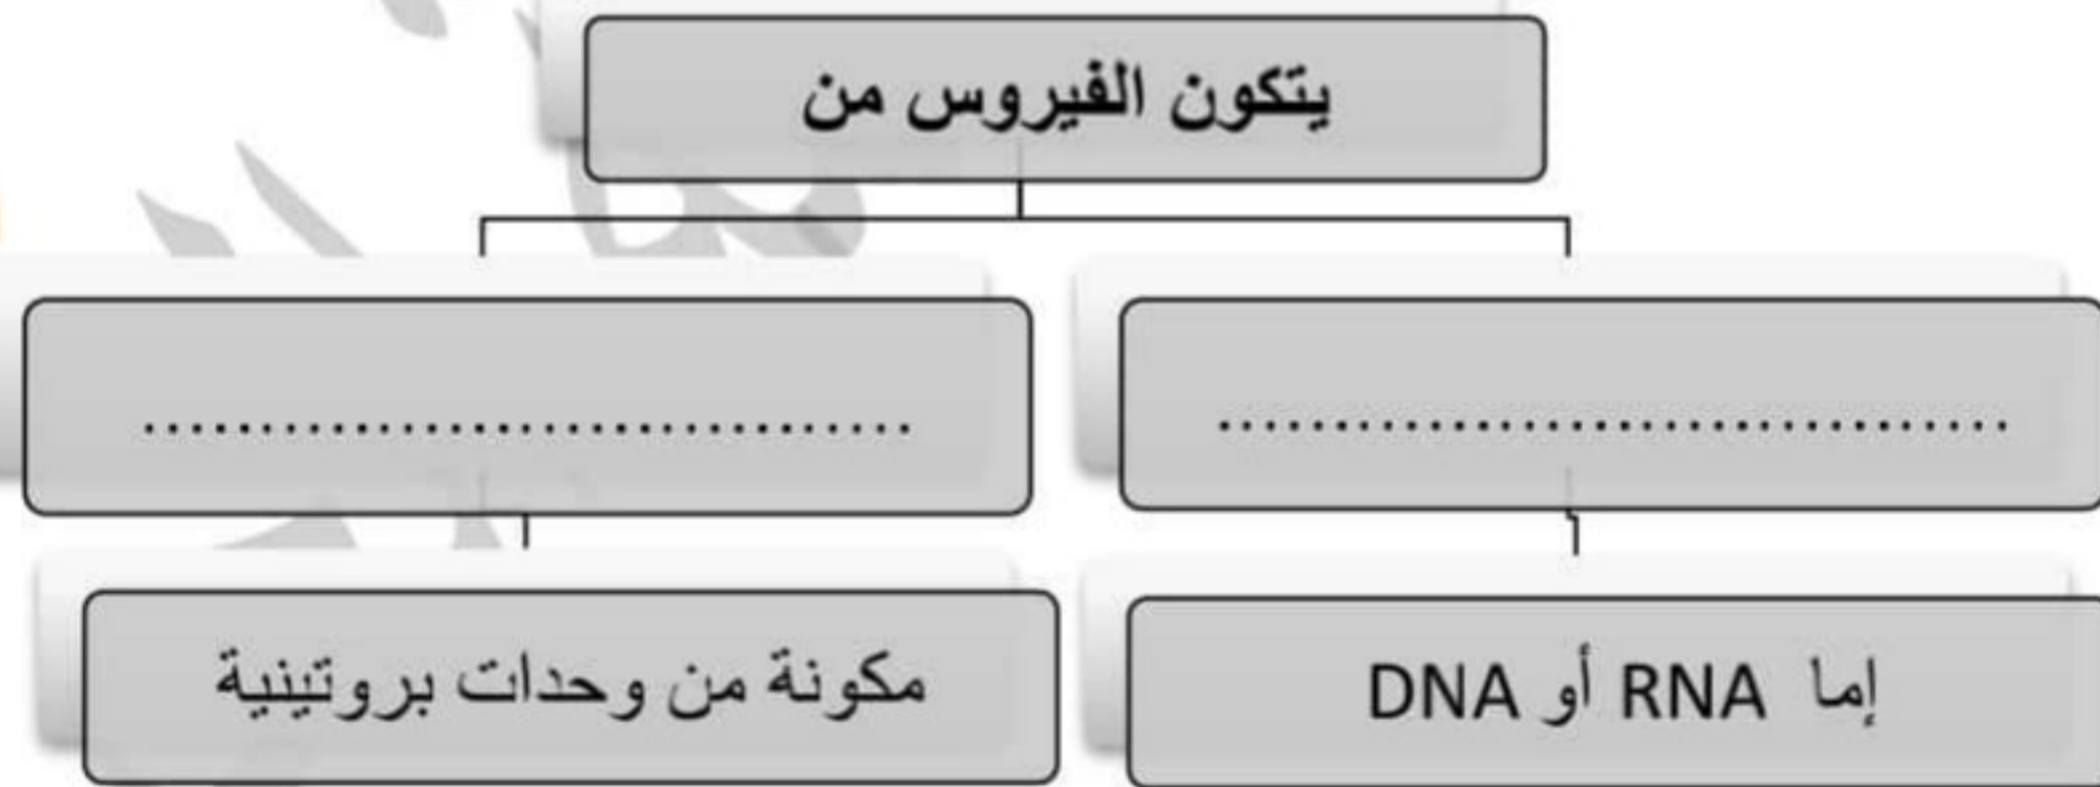 يتكون الفيروس من
..................................
.................................
إما RNA أو DNA
مكونة من وحدات بروتينية